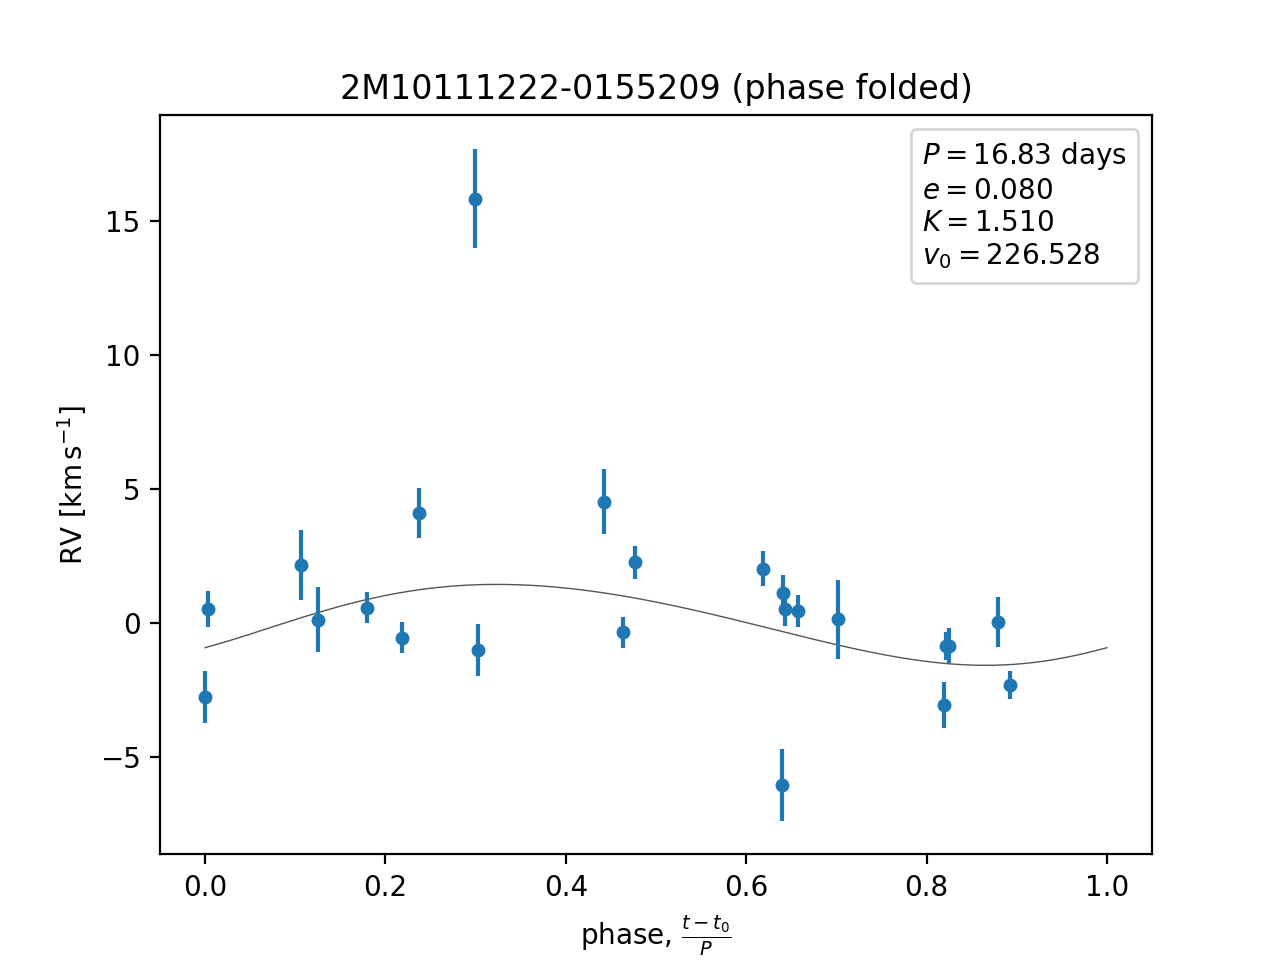 2M10111222-0155209 (phase folded)
P = 16.83 days
e = 0.080
K = 1.510
v₀ = 226.528
RV [km s⁻¹]
15
10
5
0
−5
0.0 0.2 0.4 0.6 0.8 1.0
phase, \frac{t − t₀}{P}